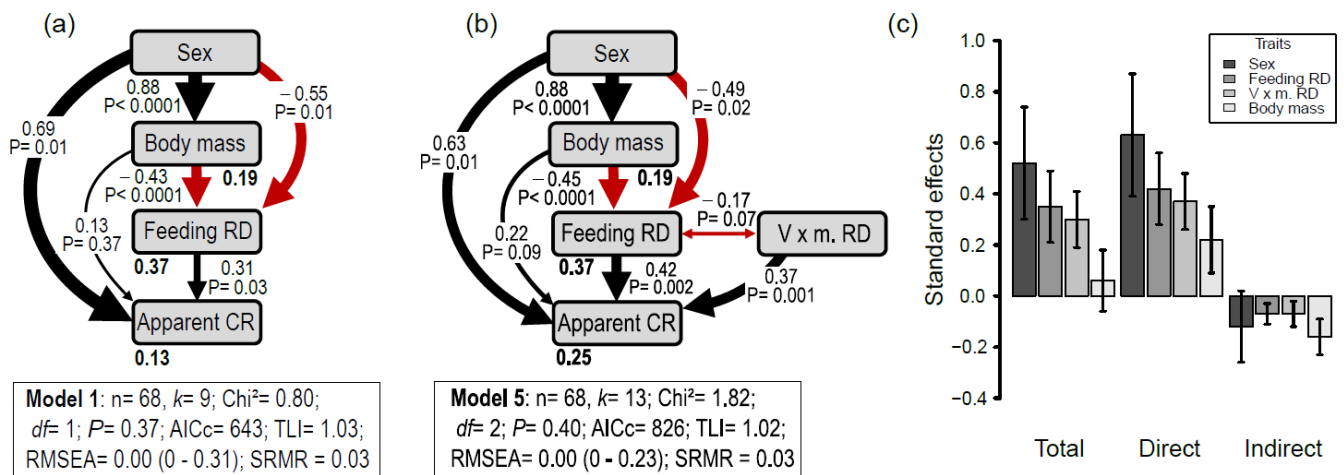 (a)
Sex
0.88
P< 0.0001
− 0.55
P= 0.01
0.69
P= 0.01
Body mass
0.19
− 0.43
P< 0.0001
0.13
P= 0.37
Feeding RD
0.37
0.31
P= 0.03
Apparent CR
0.13
Model 1: n= 68, k= 9; Chi²= 0.80;
df= 1; P= 0.37; AICc= 643; TLI= 1.03;
RMSEA= 0.00 (0 - 0.31); SRMR = 0.03
(b)
Sex
0.88
P< 0.0001
− 0.49
P= 0.02
0.63
P= 0.01
Body mass
0.19
− 0.45
P< 0.0001
− 0.17
P= 0.07
0.22
P= 0.09
Feeding RD
V x m. RD
0.37
0.42
P= 0.002
0.37
P= 0.001
Apparent CR
0.25
Model 5: n= 68, k= 13; Chi²= 1.82;
df= 2; P= 0.40; AICc= 826; TLI= 1.02;
RMSEA= 0.00 (0 - 0.23); SRMR = 0.03
(c)
Standard effects
1.0
0.8
0.6
0.4
0.2
0.0
−0.2
−0.4
Traits
Sex
Feeding RD
V x m. RD
Body mass
Total
Direct
Indirect